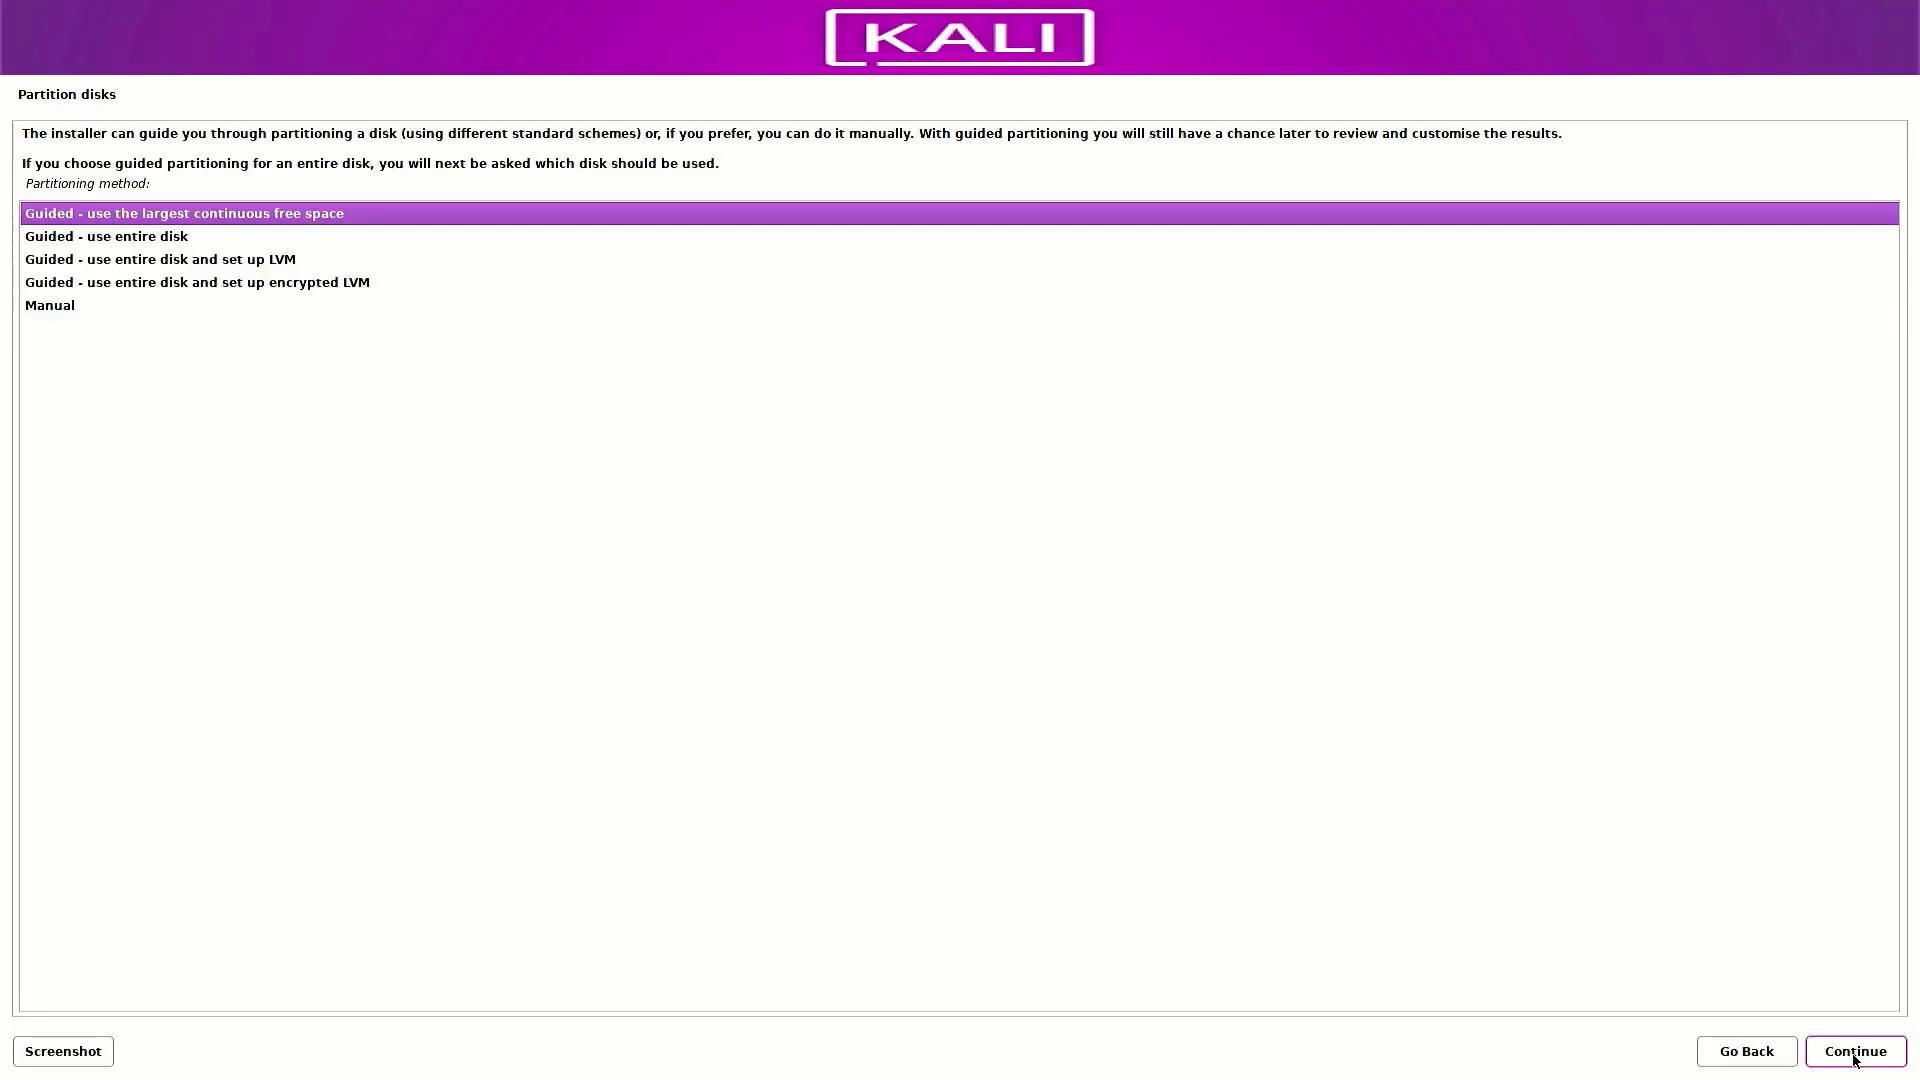 KALI
Partition disks
The installer can guide you through partitioning a disk (using different standard schemes) or, if you prefer, you can do it manually. With guided partitioning you will still have a chance later to review and customise the results.
If you choose guided partitioning for an entire disk, you will next be asked which disk should be used.
Partitioning method:
Guided - use the largest continuous free space
Guided - use entire disk
Guided - use entire disk and set up LVM
Guided - use entire disk and set up encrypted LVM
Manual
Screenshot
Go Back
Continue